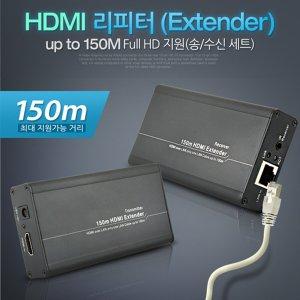 HDMI 리피터 (Extender)
up to 150M Full HD 지원(송/수신 세트)
150m
최대 지원가능 거리
Receiver
150m HDMI Extender
Transmitter
150m HDMI Extender